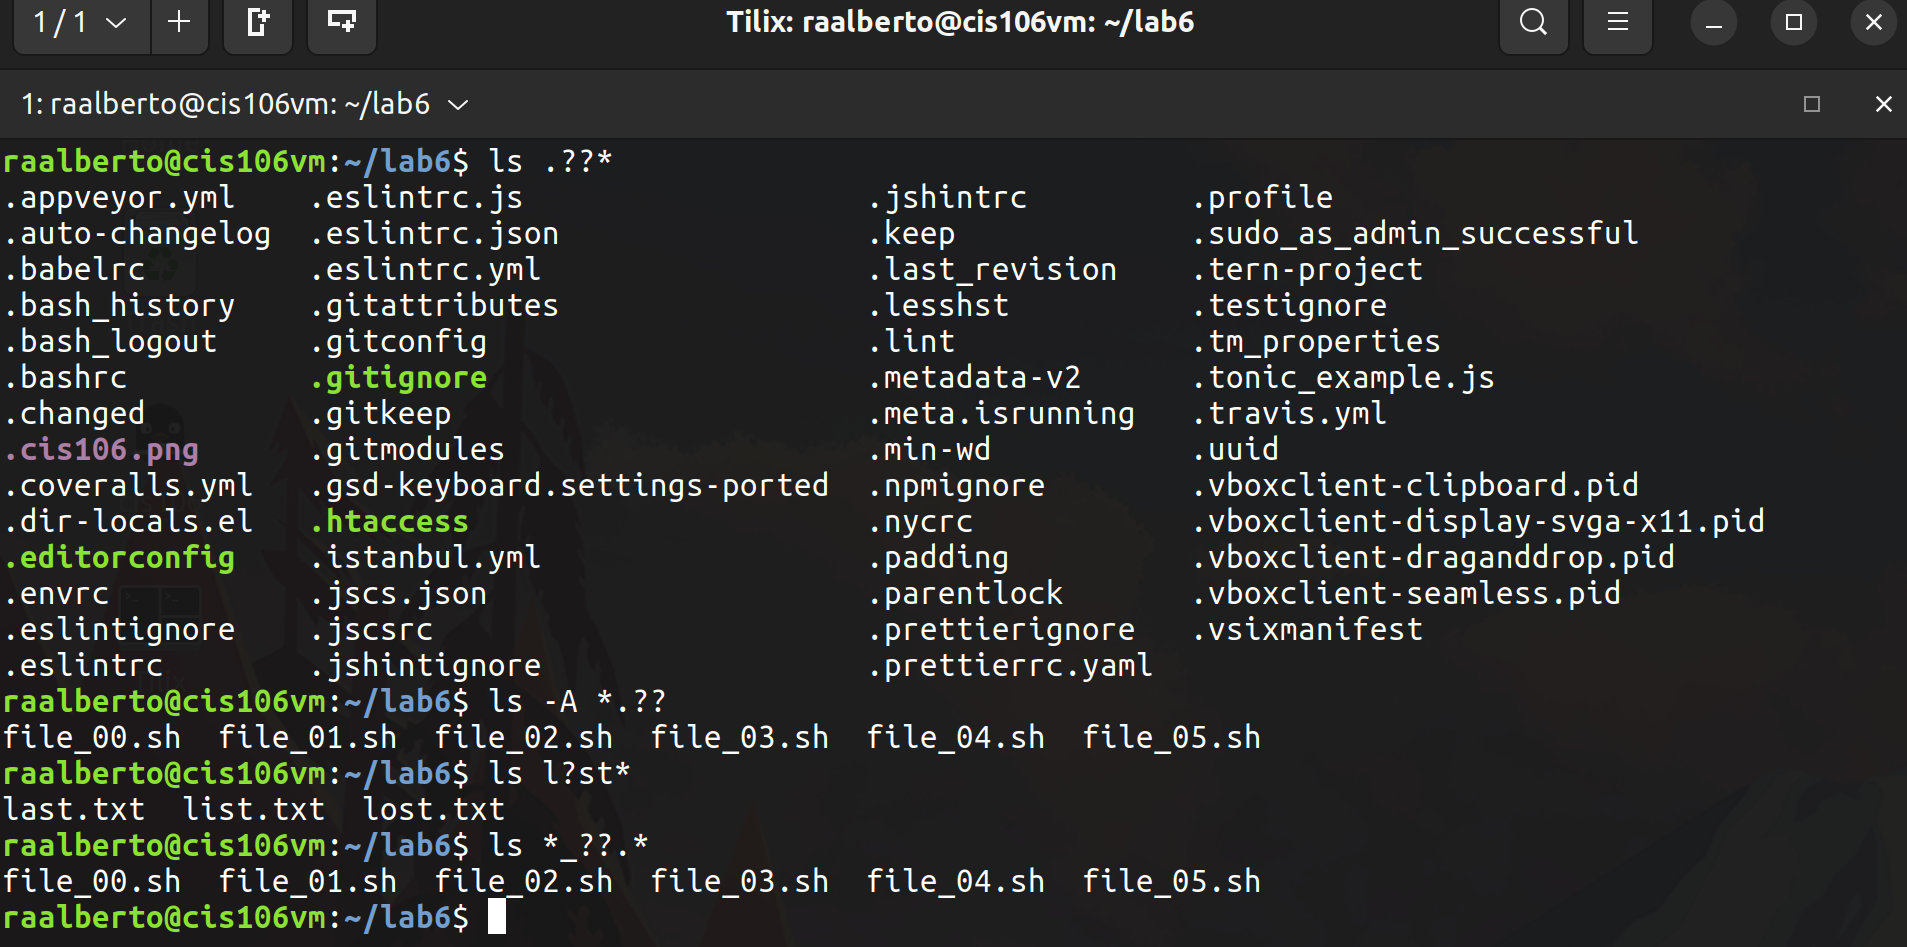 1 / 1
Tilix: raalberto@cis106vm: ~/lab6
1: raalberto@cis106vm: ~/lab6
raalberto@cis106vm:~/lab6$ ls .??*
.appveyor.yml .eslintrc.js .jshintrc .profile
.auto-changelog .eslintrc.json .keep .sudo_as_admin_successful
.babelrc .eslintrc.yml .last_revision .tern-project
.bash_history .gitattributes .lesshst .testignore
.bash_logout .gitconfig .lint .tm_properties
.bashrc .gitignore .metadata-v2 .tonic_example.js
.changed .gitkeep .meta.isrunning .travis.yml
.cis106.png .gitmodules .min-wd .uuid
.coveralls.yml .gsd-keyboard.settings-ported .npmignore .vboxclient-clipboard.pid
.dir-locals.el .htaccess .nycrc .vboxclient-display-svga-x11.pid
.editorconfig .istanbul.yml .padding .vboxclient-draganddrop.pid
.envrc .jscs.json .parentlock .vboxclient-seamless.pid
.eslintignore .jscsrc .prettierignore .vsixmanifest
.eslintrc .jshintignore .prettierrc.yaml
raalberto@cis106vm:~/lab6$ ls -A *.??
file_00.sh file_01.sh file_02.sh file_03.sh file_04.sh file_05.sh
raalberto@cis106vm:~/lab6$ ls l?st*
last.txt list.txt lost.txt
raalberto@cis106vm:~/lab6$ ls *_??.*
file_00.sh file_01.sh file_02.sh file_03.sh file_04.sh file_05.sh
raalberto@cis106vm:~/lab6$